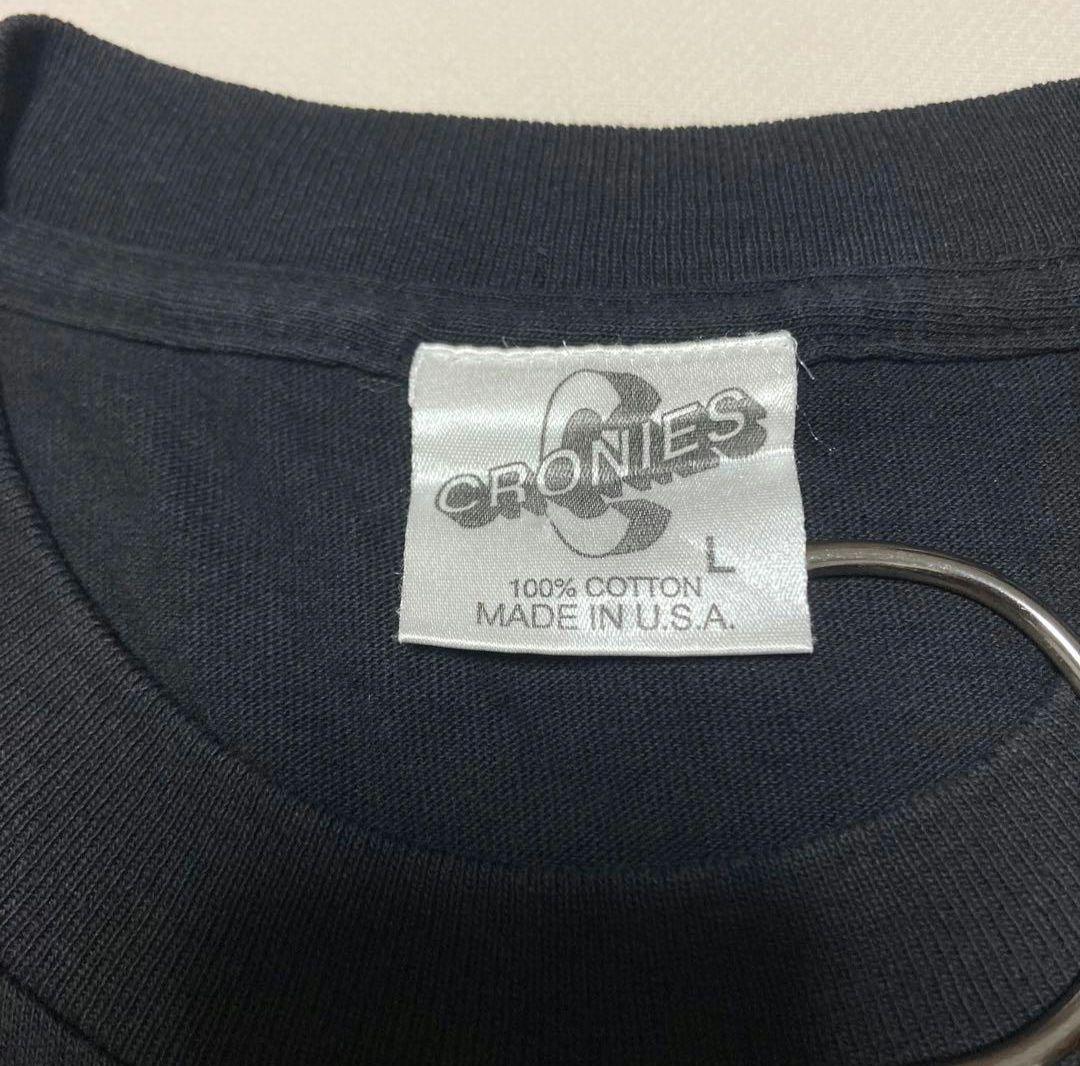 CRONIES
L
100% COTTON
MADE IN U.S.A.